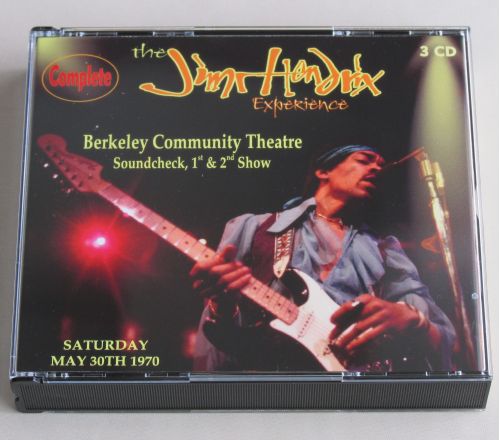 Complete
the
Jimi Hendrix
Experience
3 CD
Berkeley Community Theatre
Soundcheck, 1st & 2nd Show
SATURDAY
MAY 30TH 1970